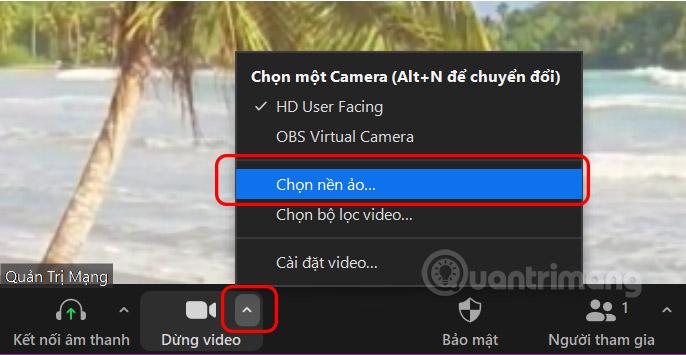 Chọn một Camera (Alt+N để chuyển đổi)
HD User Facing
OBS Virtual Camera
Chọn nền ảo...
Chọn bộ lọc video...
Cài đặt video...
Quản Trị Mạng
Quantrimang
Kết nối âm thanh
Dừng video
Bảo mật
1
Người tham gia